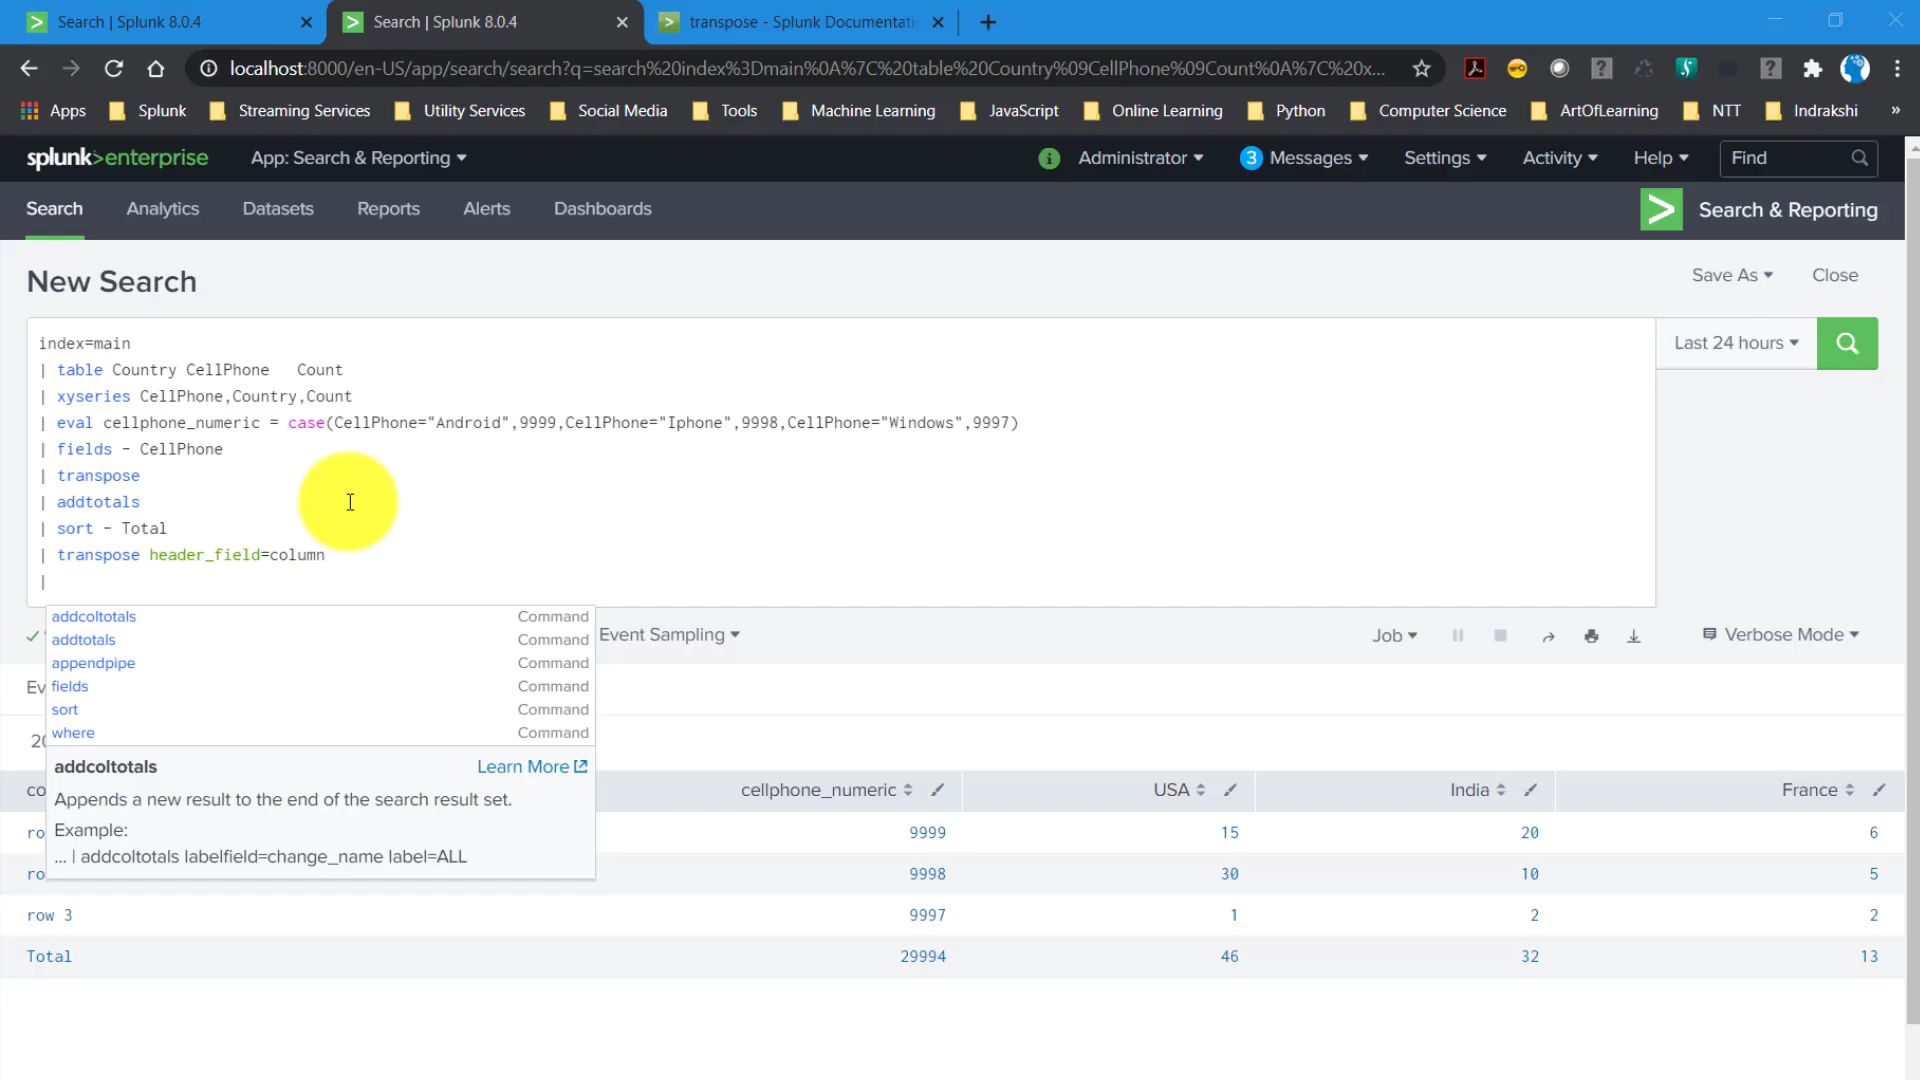 Search | Splunk 8.0.4
Search | Splunk 8.0.4
transpose - Splunk Documentati
localhost:8000/en-US/app/search/search?q=search%20index%3Dmain%0A%7C%20table%20Country%09CellPhone%09Count%0A%7C%20x...
Apps Splunk Streaming Services Utility Services Social Media Tools Machine Learning JavaScript Online Learning Python Computer Science ArtOfLearning NTT Indrakshi »
splunk>enterprise App: Search & Reporting Administrator 3 Messages Settings Activity Help Find
Search Analytics Datasets Reports Alerts Dashboards Search & Reporting
New Search Save As Close
index=main Last 24 hours
| table Country CellPhone Count
| xyseries CellPhone,Country,Count
| eval cellphone_numeric = case(CellPhone="Android",9999,CellPhone="Iphone",9998,CellPhone="Windows",9997)
| fields - CellPhone
| transpose
| addtotals
| sort - Total
| transpose header_field=column
|
addcoltotals Command
addtotals Command
appendpipe Command
fields Command
sort Command
where Command
addcoltotals Learn More
Appends a new result to the end of the search result set.
Example:
... | addcoltotals labelfield=change_name label=ALL
Event Sampling Job Verbose Mode
Ev
20
co cellphone_numeric USA India France
ro 9999 15 20 6
ro 9998 30 10 5
row 3 9997 1 2 2
Total 29994 46 32 13